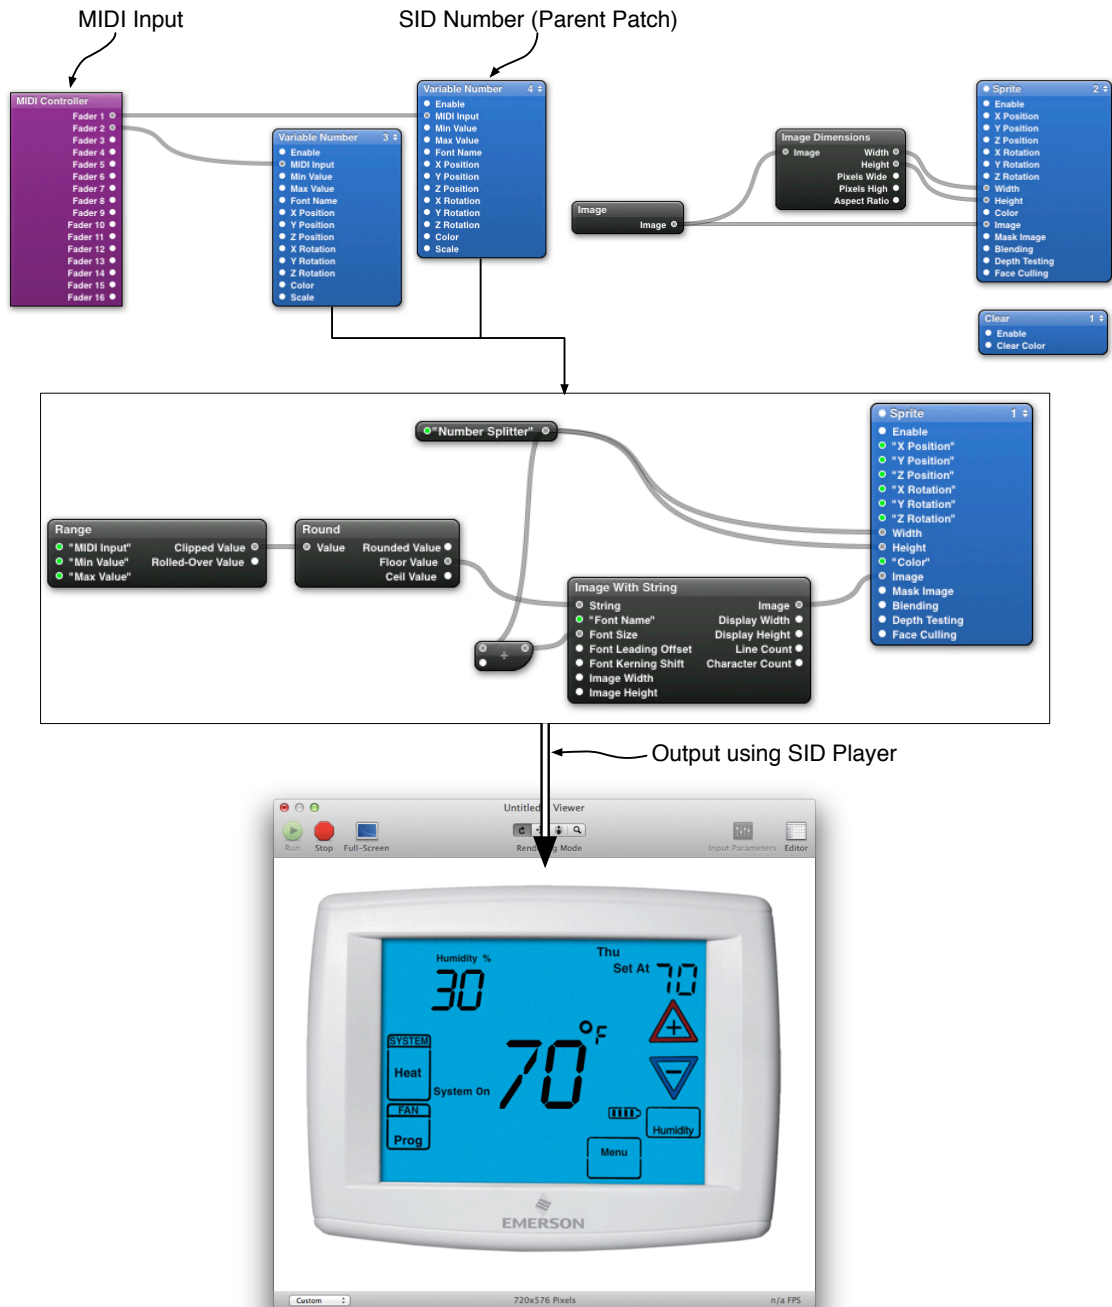 MIDI Input
SID Number (Parent Patch)
MIDI Controller
Fader 1
Fader 2
Fader 3
Fader 4
Fader 5
Fader 6
Fader 7
Fader 8
Fader 9
Fader 10
Fader 11
Fader 12
Fader 13
Fader 14
Fader 15
Fader 16
Variable Number 3
Enable
MIDI Input
Min Value
Max Value
Font Name
X Position
Y Position
Z Position
X Rotation
Y Rotation
Z Rotation
Color
Scale
Variable Number 4
Enable
MIDI Input
Min Value
Max Value
Font Name
X Position
Y Position
Z Position
X Rotation
Y Rotation
Z Rotation
Color
Scale
Image
Image
Image Dimensions
Image Width
Height
Pixels Wide
Pixels High
Aspect Ratio
Sprite 2
Enable
X Position
Y Position
Z Position
X Rotation
Y Rotation
Z Rotation
Width
Height
Color
Image
Mask Image
Blending
Depth Testing
Face Culling
Clear 1
Enable
Clear Color
"Number Splitter"
Range
"MIDI Input" Clipped Value
"Min Value" Rolled-Over Value
"Max Value"
Round
Value Rounded Value
Floor Value
Ceil Value
÷
Image With String
String Image
"Font Name" Display Width
Font Size Display Height
Font Leading Offset Line Count
Font Kerning Shift Character Count
Image Width
Image Height
Sprite 1
Enable
"X Position"
"Y Position"
"Z Position"
"X Rotation"
"Y Rotation"
"Z Rotation"
Width
Height
"Color"
Image
Mask Image
Blending
Depth Testing
Face Culling
Output using SID Player
Viewer
Run Stop Full-Screen Mode Input Parameters Editor
Humidity %
30
Thu
Set At 70
SYSTEM
Heat
System On
70°F
FAN
Prog
Humidity
Menu
EMERSON
Custom 720x576 Pixels n/a FPS